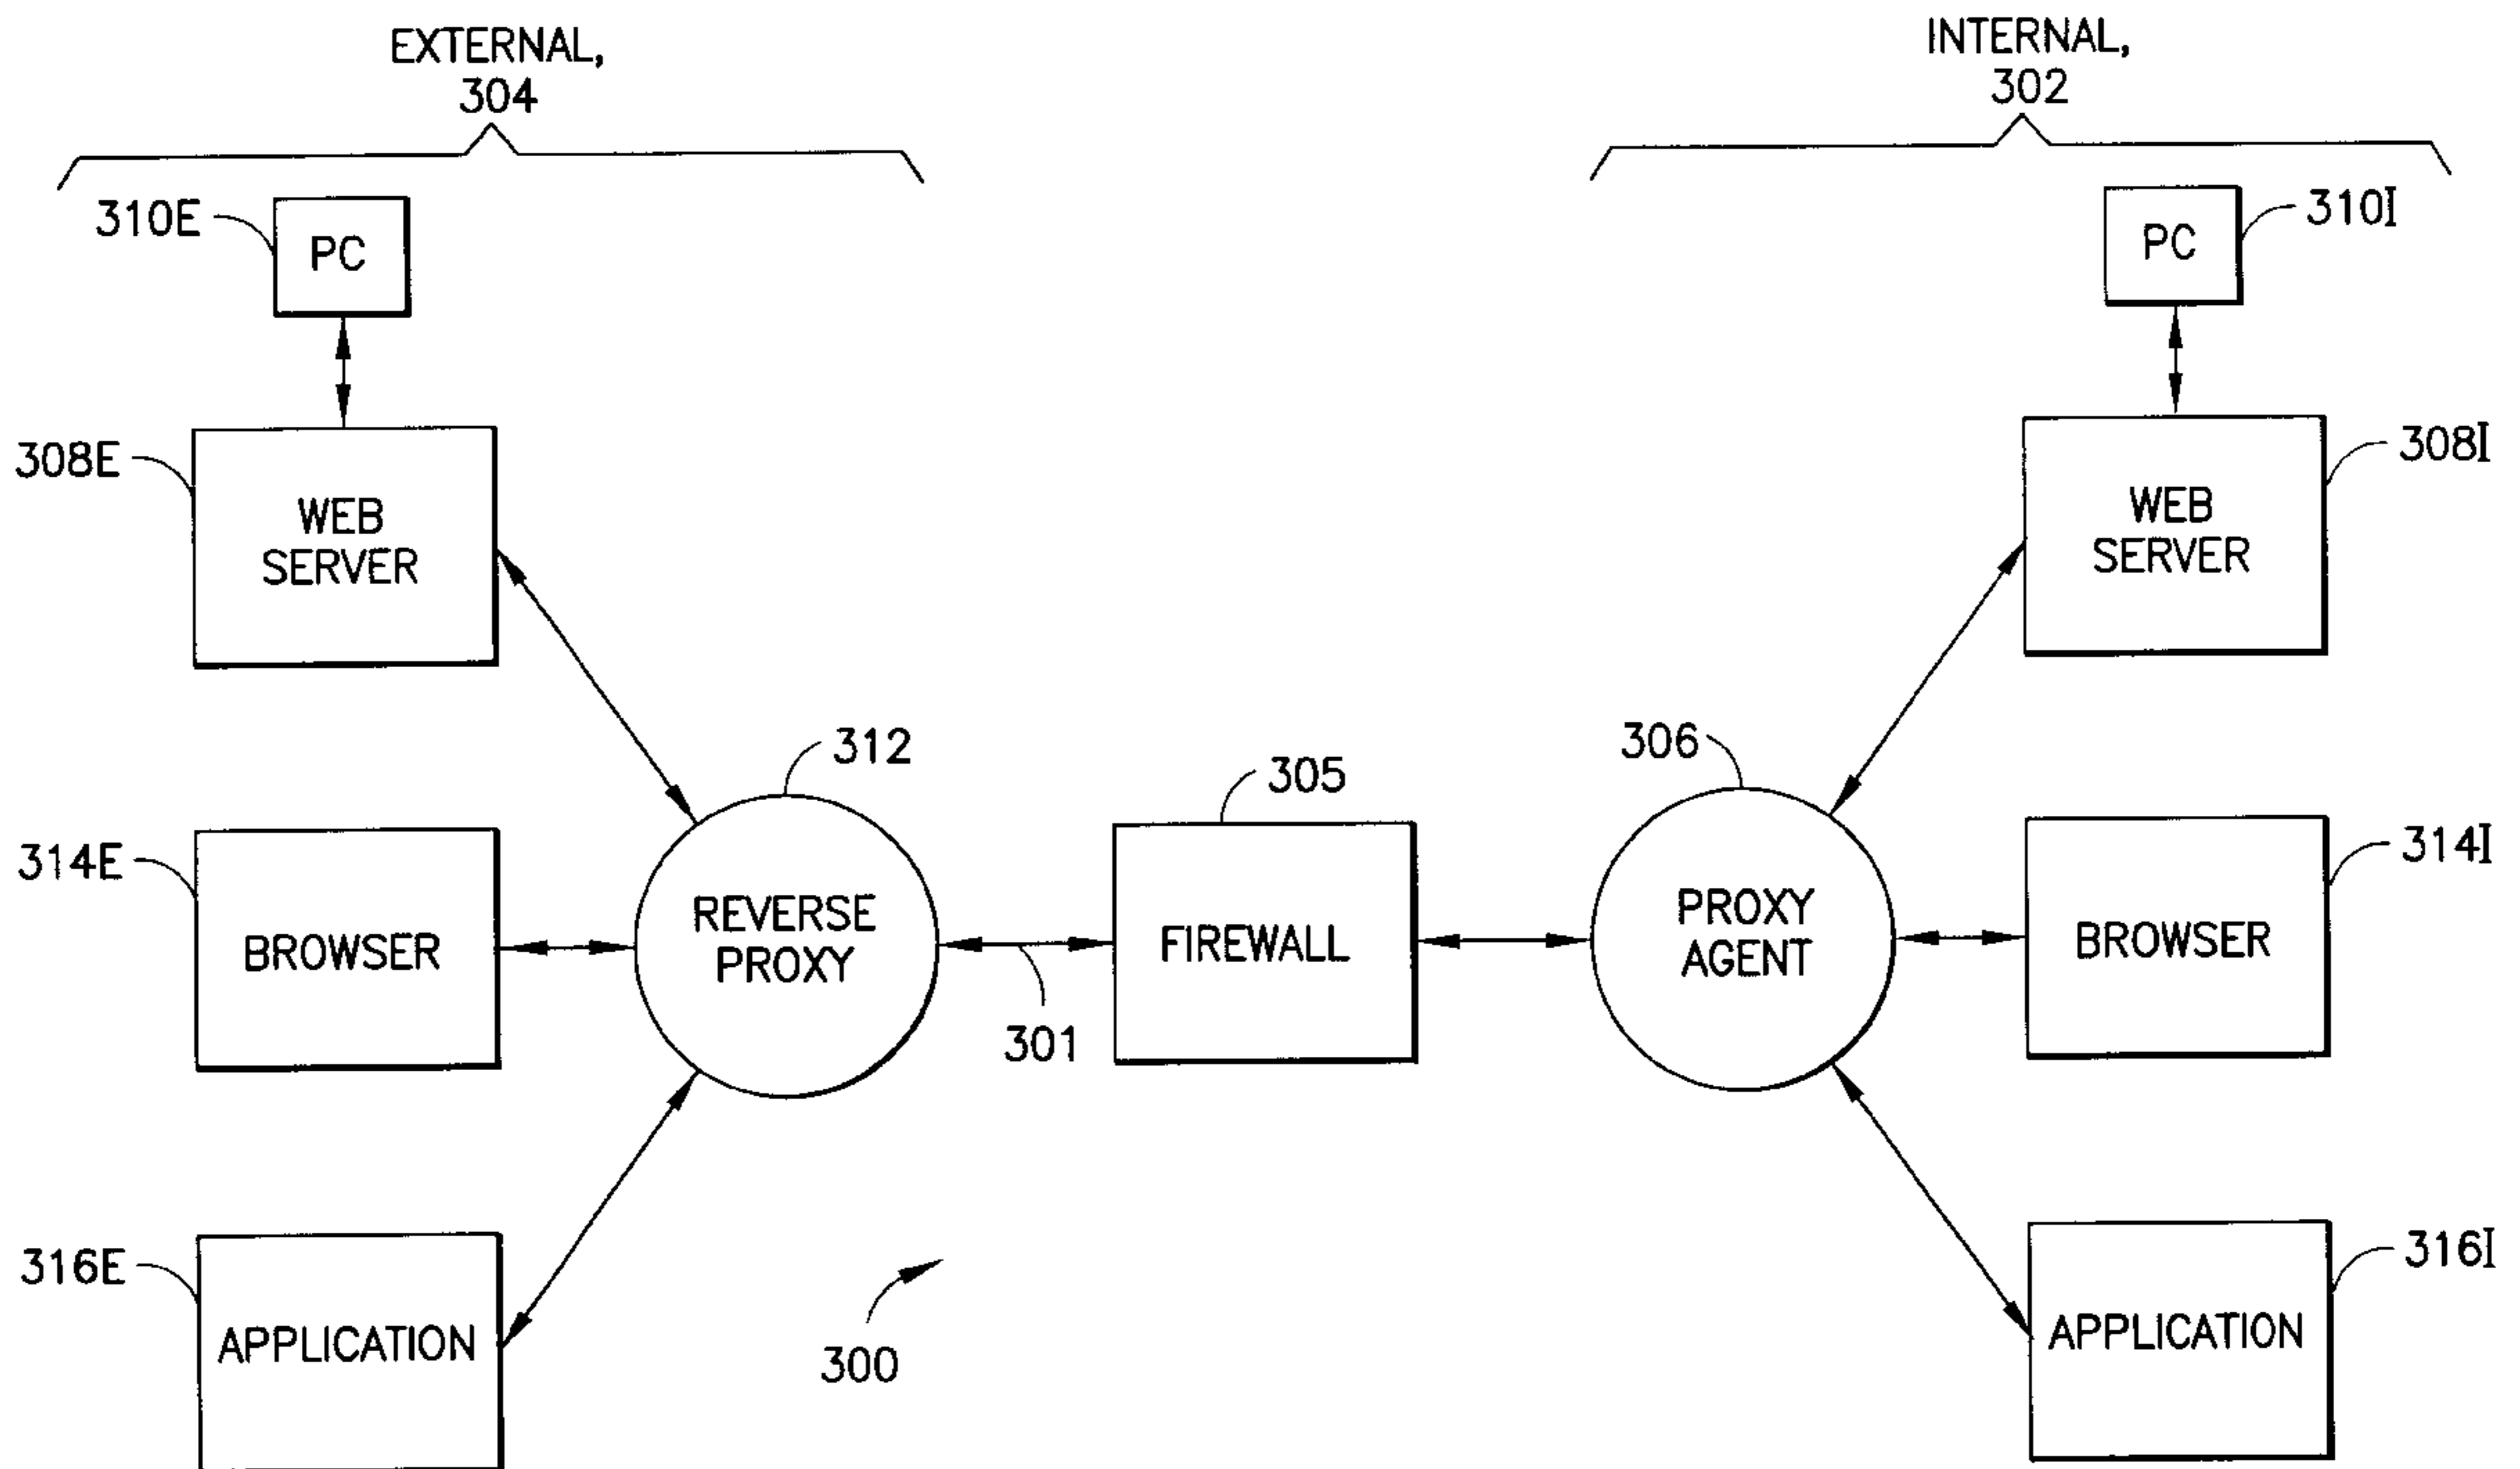 EXTERNAL,
304
INTERNAL,
302
310E
PC
PC
310I
308E
WEB
SERVER
WEB
SERVER
308I
312
305
306
314E
BROWSER
REVERSE
PROXY
FIREWALL
PROXY
AGENT
BROWSER
314I
301
316E
APPLICATION
300
APPLICATION
316I